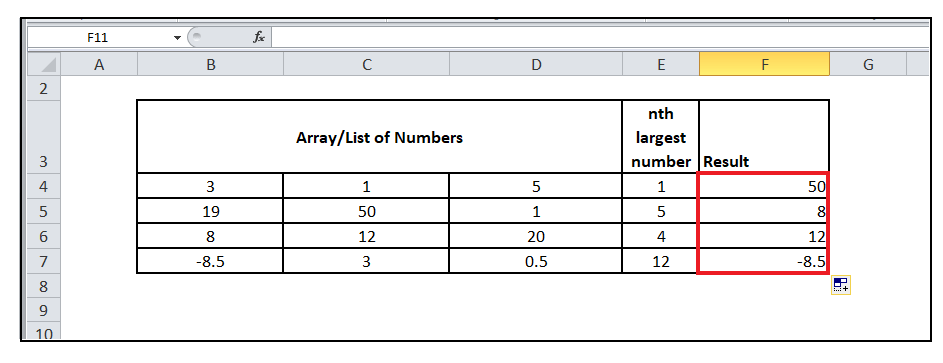 F11 fx
A B C D E F G
2
3 Array/List of Numbers nth largest number Result
4 3 1 5 1 50
5 19 50 1 5 8
6 8 12 20 4 12
7 -8.5 3 0.5 12 -8.5
8
9
10